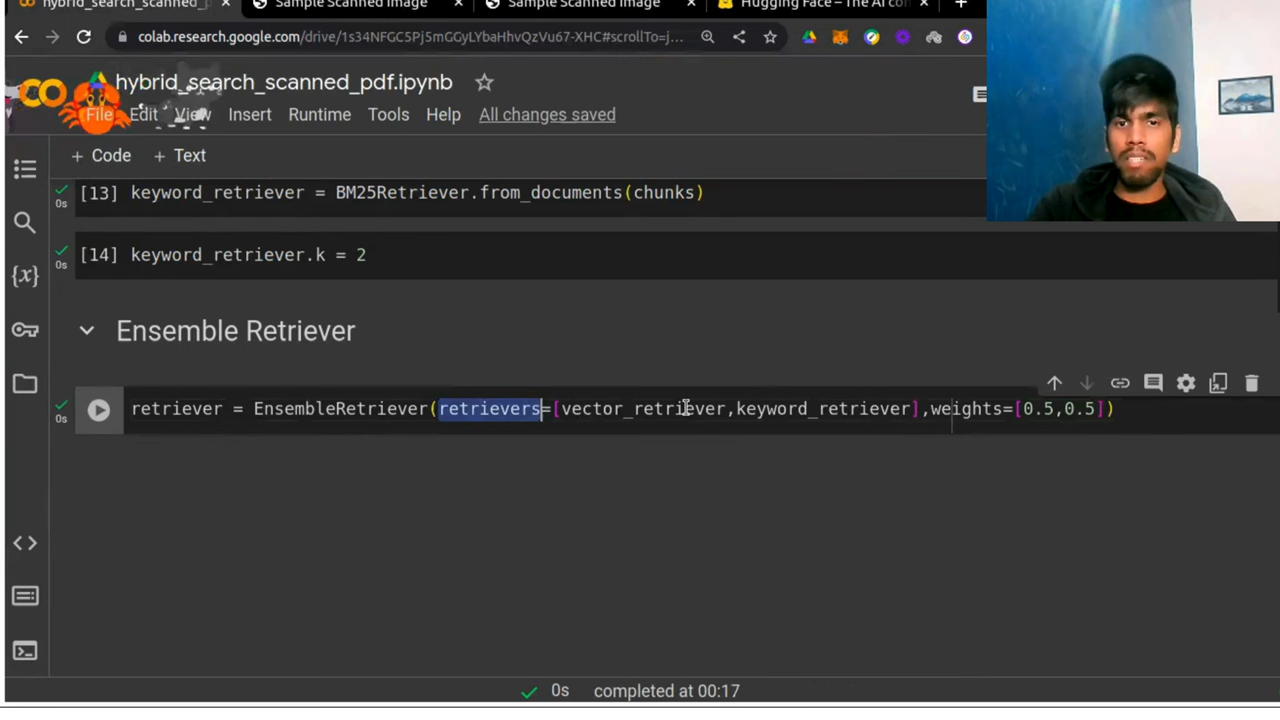 hybrid_search_scanned_p
Sample Scanned Image
Sample Scanned Image
Hugging Face – The AI com
colab.research.google.com/drive/1s34NFGC5Pj5mGGyLYbaHhvQzVu67-XHC#scrollTo=j...
hybrid_search_scanned_pdf.ipynb
File Edit View Insert Runtime Tools Help All changes saved
+ Code + Text
[13] keyword_retriever = BM25Retriever.from_documents(chunks)
0s
[14] keyword_retriever.k = 2
0s
Ensemble Retriever
retriever = EnsembleRetriever(retrievers=[vector_retriever,keyword_retriever],weights=[0.5,0.5])
0s
0s completed at 00:17